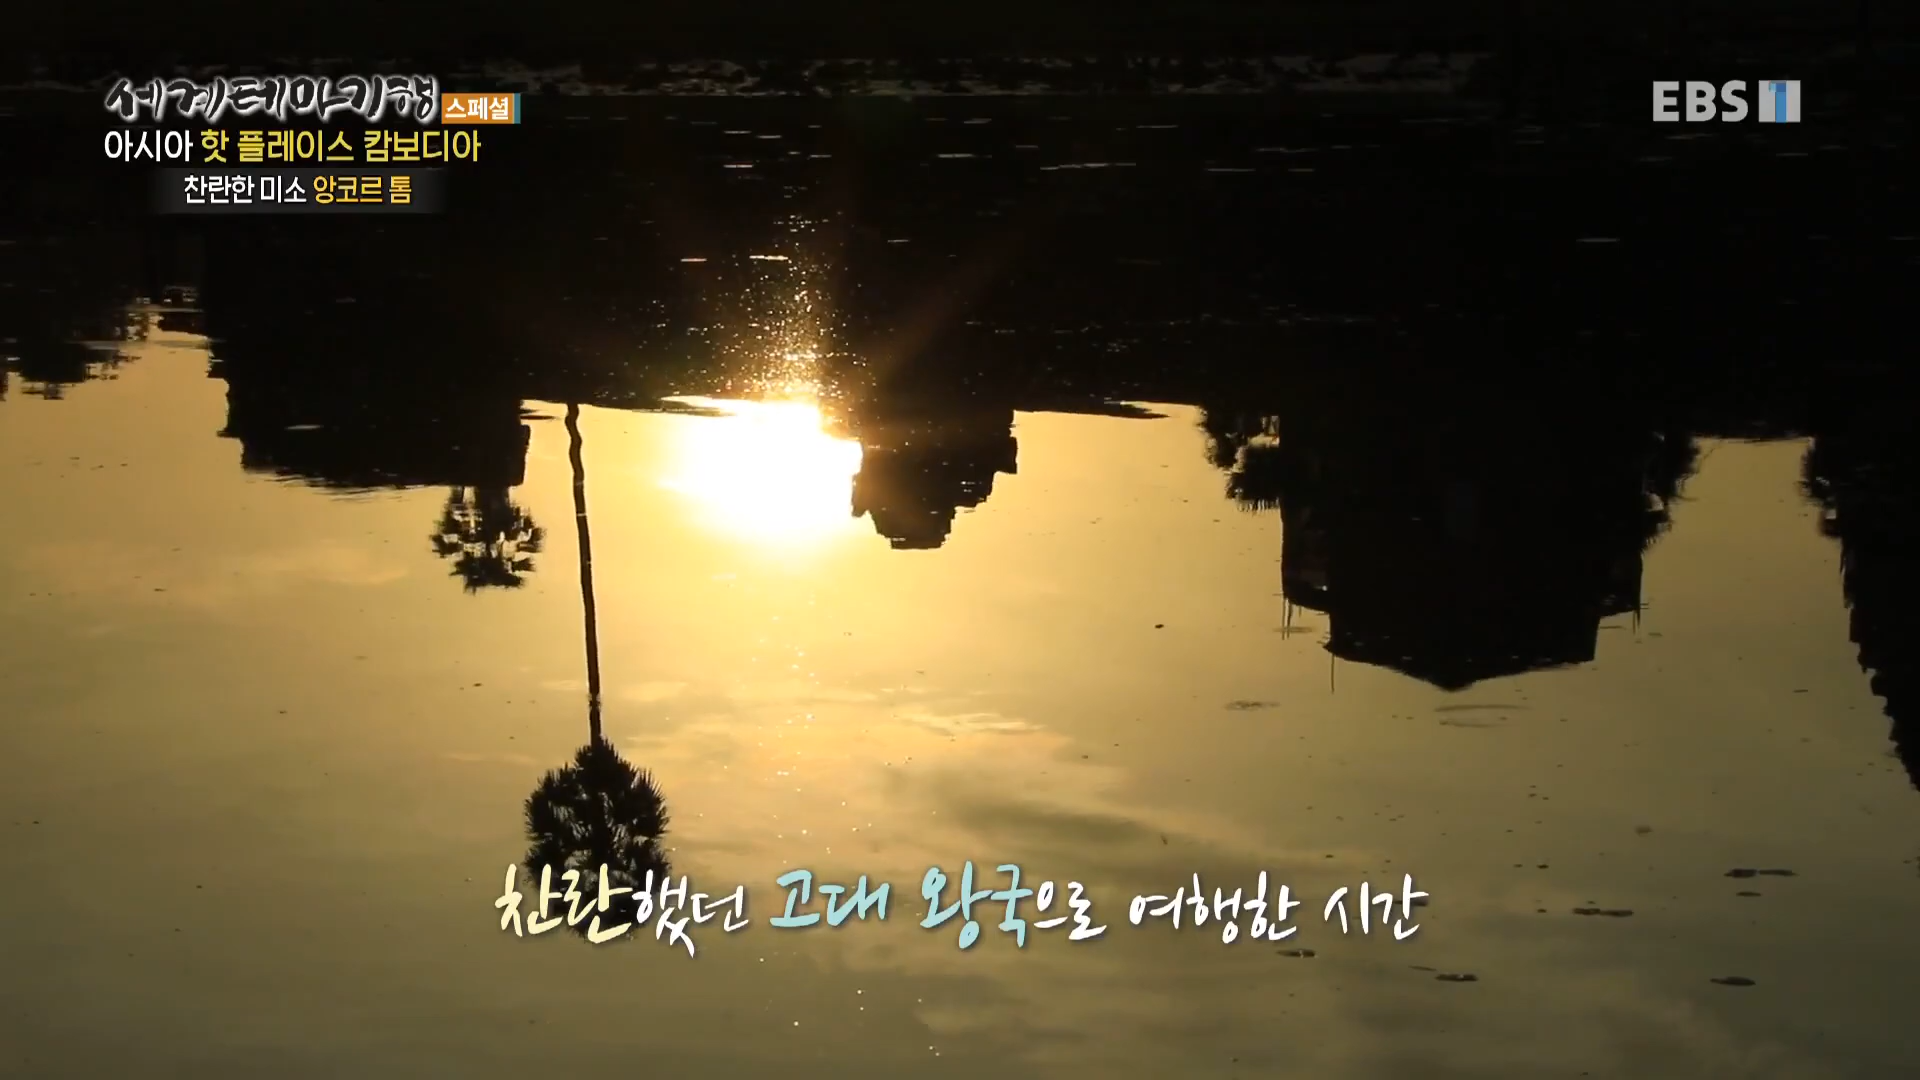 세계테마기행 스페셜
EBS 1
아시아 핫 플레이스 캄보디아
찬란한 미소 앙코르 톰
찬란했던 고대 왕국으로 여행한 시간